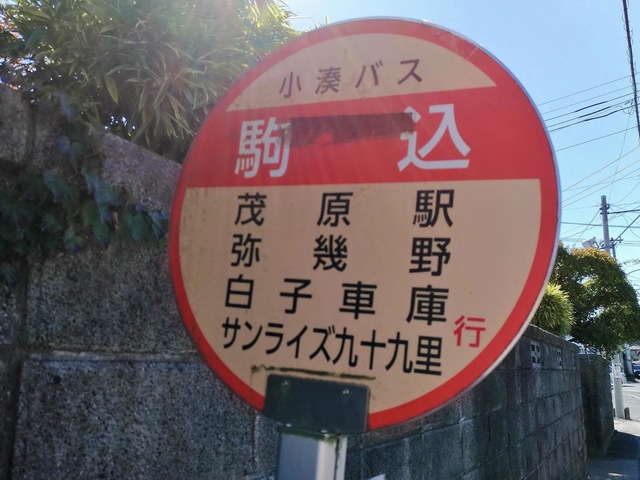 小湊バス
駒込
茂原駅
弥幾野
白子車庫
サンライズ九十九里
行